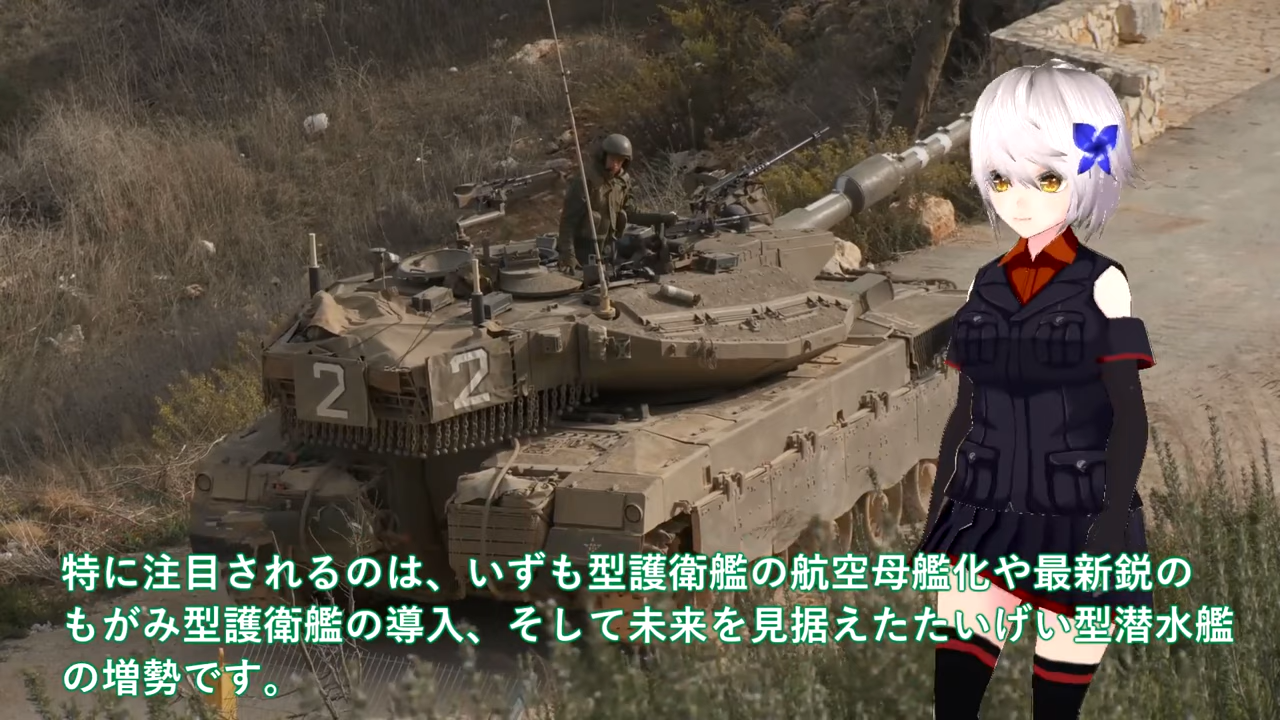 2
2
特に注目されるのは、いずも型護衛艦の航空母艦化や最新鋭の
もがみ型護衛艦の導入、そして未来を見据えたたいげい型潜水艦
の増勢です。